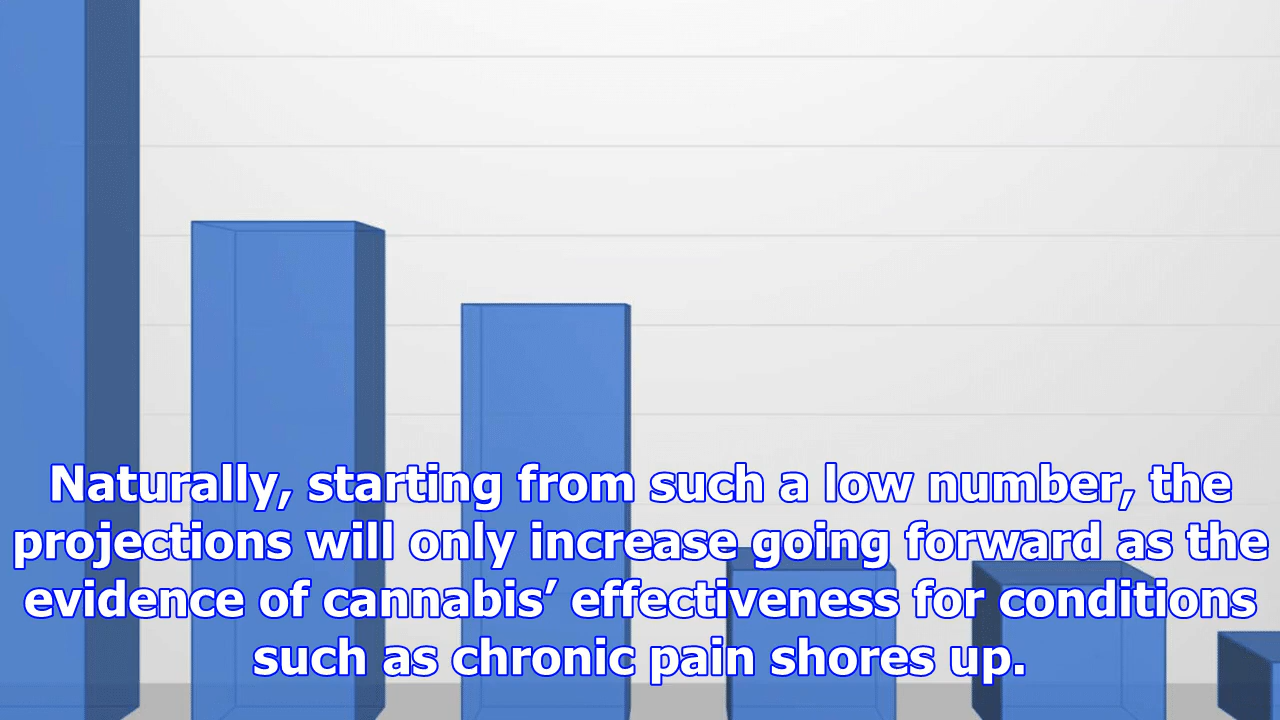 Naturally, starting from such a low number, the
projections will only increase going forward as the
evidence of cannabis’ effectiveness for conditions
such as chronic pain shores up.